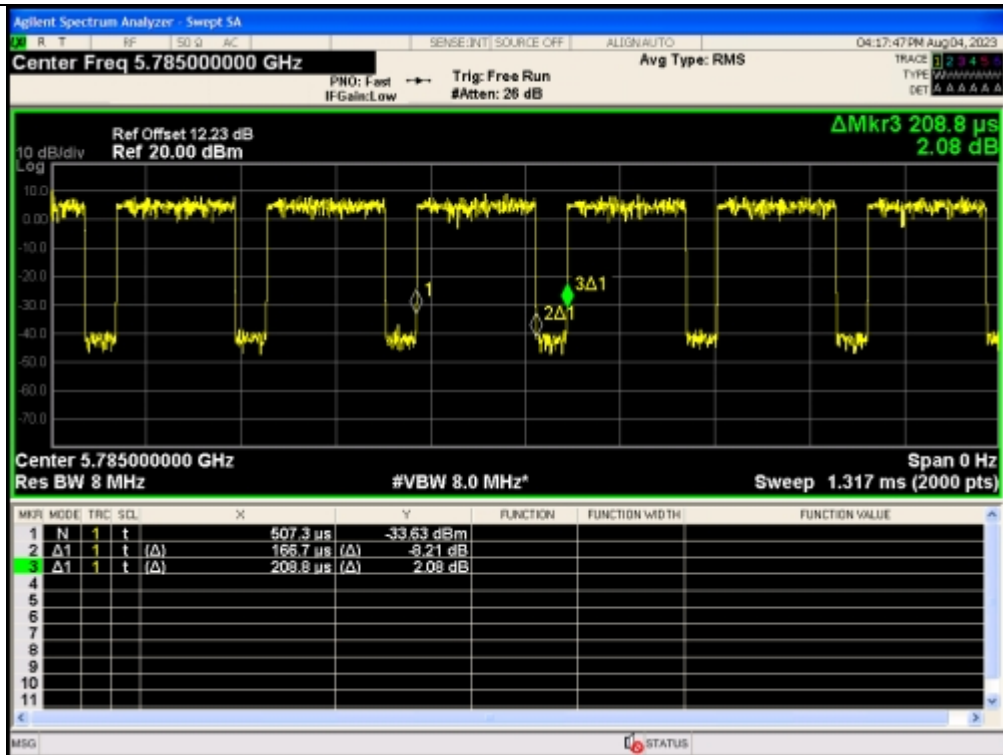 Agilent Spectrum Analyzer - Swept SA
R T RF 50 Ω AC SENSE:INT SOURCE OFF ALIGNAUTO 04:17:47 PM Aug 04, 2023
Center Freq 5.785000000 GHz Avg Type: RMS TRACE 1 2 3 4 5 6
PNO: Fast Trig: Free Run TYPE
IFGain:Low #Atten: 26 dB DET A A A A A A
ΔMkr3 208.8 µs
Ref Offset 12.23 dB
10 dB/div Ref 20.00 dBm 2.08 dB
Log
10.0
0.00
-10.0
-20.0
3Δ1
1
-30.0
2Δ1
-40.0
-50.0
-60.0
-70.0
Center 5.785000000 GHz Span 0 Hz
Res BW 8 MHz #VBW 8.0 MHz* Sweep 1.317 ms (2000 pts)
MKR MODE TRC SCL X Y FUNCTION FUNCTION WIDTH FUNCTION VALUE
1 N 1 t 507.3 µs -33.63 dBm
2 Δ1 1 t (Δ) 166.7 µs (Δ) -8.21 dB
3 Δ1 1 t (Δ) 208.8 µs (Δ) 2.08 dB
4
5
6
7
8
9
10
11
MSG STATUS